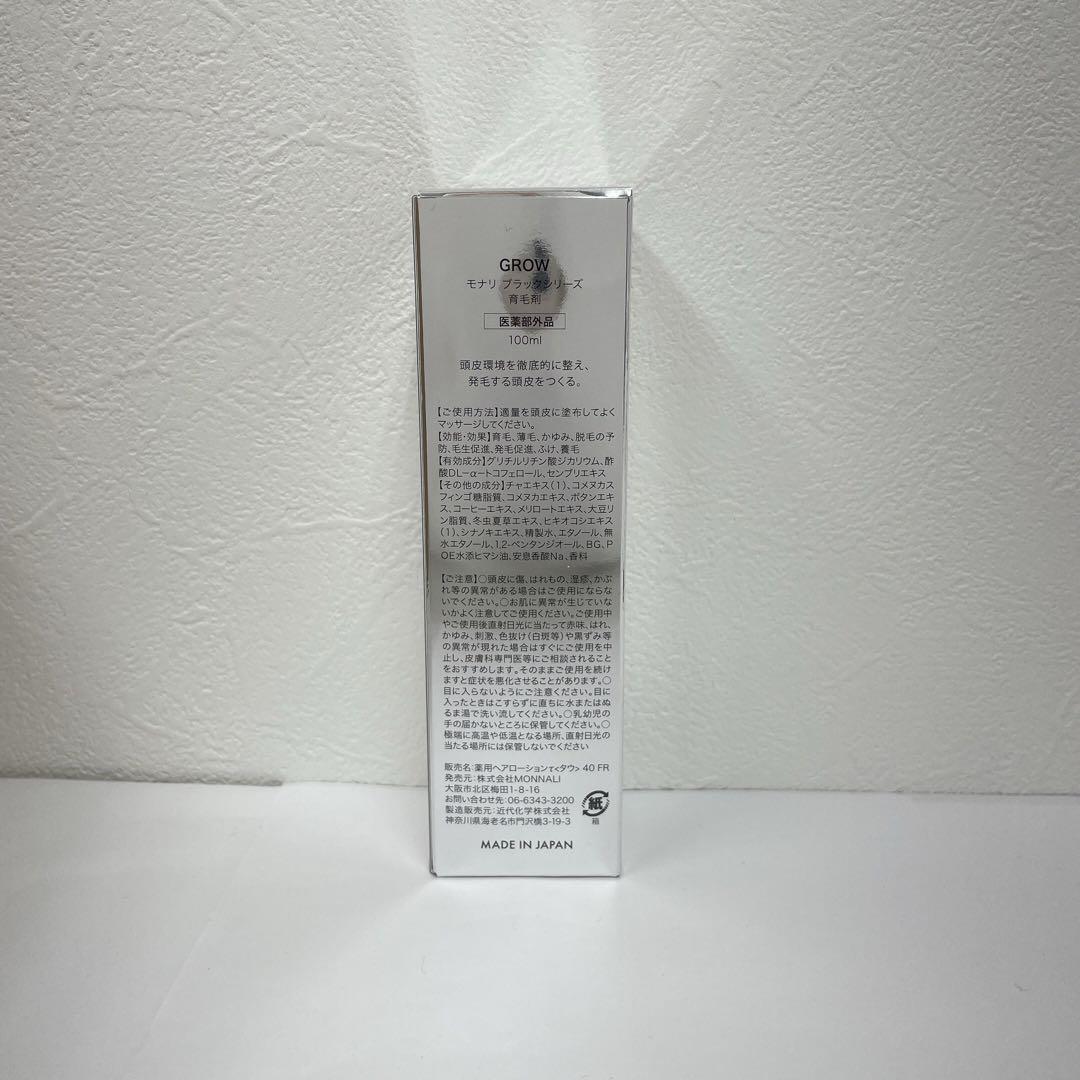 GROW
モナリ ブラックシリーズ
育毛剤
医薬部外品
100ml
頭皮環境を徹底的に整え、
発毛する頭皮をつくる。
【ご使用方法】適量を頭皮に塗布してよく
マッサージしてください。
【効能・効果】育毛、薄毛、かゆみ、脱毛の予
防、毛生促進、発毛促進、ふけ、養毛
【有効成分】グリチルリチン酸ジカリウム、酢
酸DL-α-トコフェロール、センブリエキス
【その他の成分】チャエキス(1)、コメヌカス
フィンゴ糖脂質、コメヌカエキス、ボタンエキ
ス、コーヒーエキス、メリロートエキス、大豆リ
ン脂質、冬虫夏草エキス、ヒキオコシエキス
(1)、シナノキエキス、精製水、エタノール、無
水エタノール、1,2-ペンタンジオール、BG、P
OE水添ヒマシ油、安息香酸Na、香料
【ご注意】○頭皮に傷、はれもの、湿疹、かぶ
れ等の異常がある場合はご使用にならな
いでください。○お肌に異常が生じていな
いかよく注意してご使用ください。ご使用中
やご使用後直射日光に当たって赤味、はれ、
かゆみ、刺激、色抜け(白斑等)や黒ずみ等
の異常が現れた場合はすぐにご使用を中
止し、皮膚科専門医等にご相談されること
をおすすめします。そのままご使用を続け
ますと症状を悪化させることがあります。○
目に入らないようにご注意ください。目に
入ったときはこすらずに直ちに水またはぬ
るま湯で洗い流してください。○乳幼児の
手の届かないところに保管してください。○
極端に高温や低温となる場所、直射日光の
当たる場所には保管しないでください
販売名:薬用ヘアローションτ<タウ> 40 FR
発売元:株式会社MONNALI
大阪市北区梅田1-8-16
お問い合わせ先:06-6343-3200
製造販売元:近代化学株式会社
神奈川県海老名市門沢橋3-19-3
紙
箱
MADE IN JAPAN